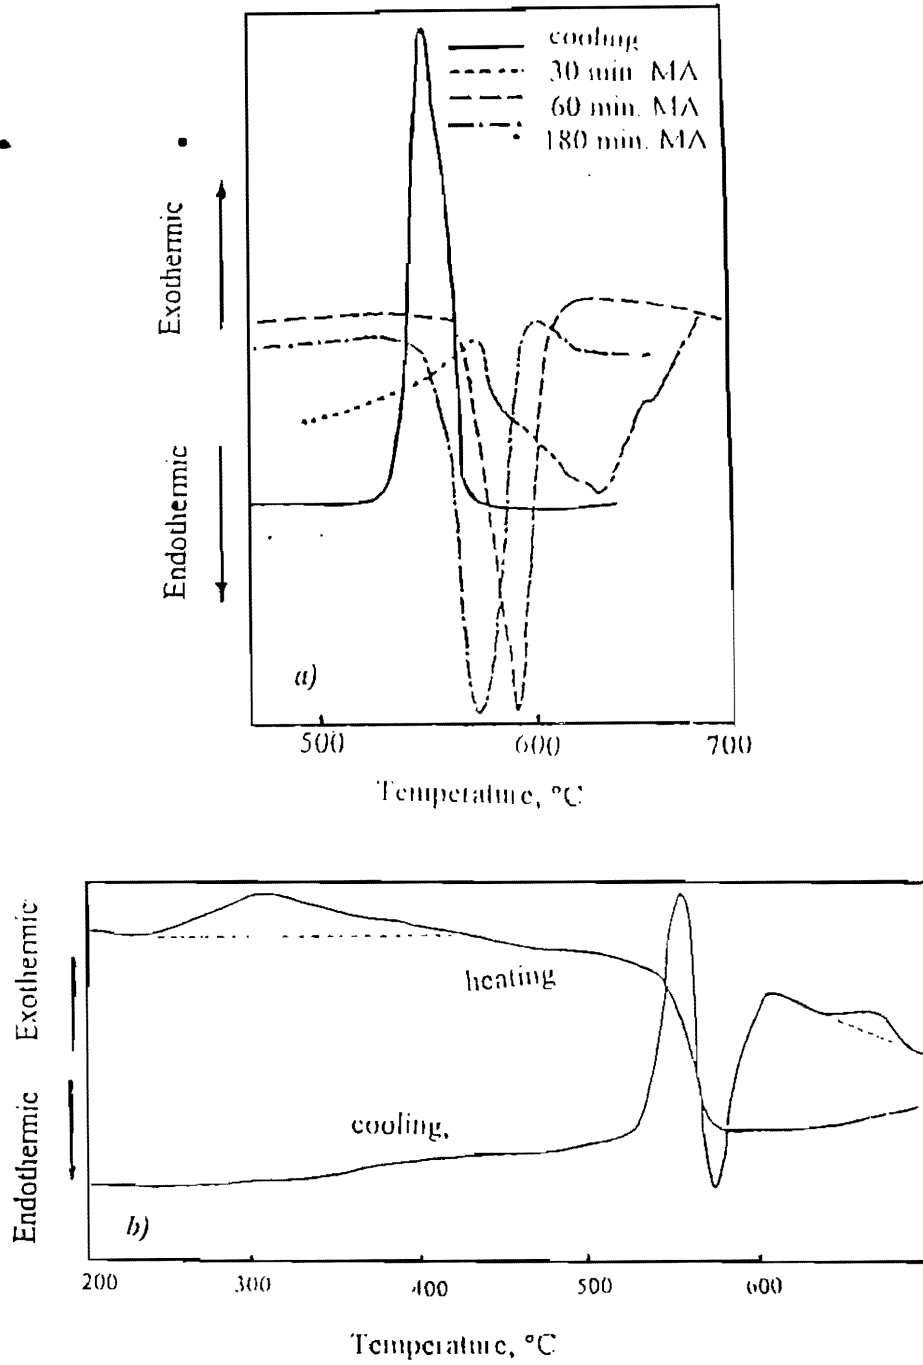 cooling
30 min. MA
60 min. MA
180 min. MA
Exothermic
Endothermic
a)
500 600 700
Temperature, °C
Exothermic
Endothermic
heating
cooling,
b)
200 300 400 500 600
Temperature, °C